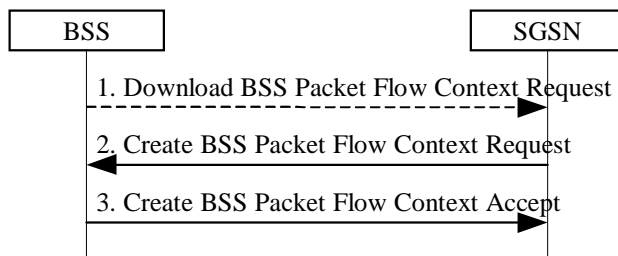 BSS
SGSN
1. Download BSS Packet Flow Context Request
2. Create BSS Packet Flow Context Request
3. Create BSS Packet Flow Context Accept